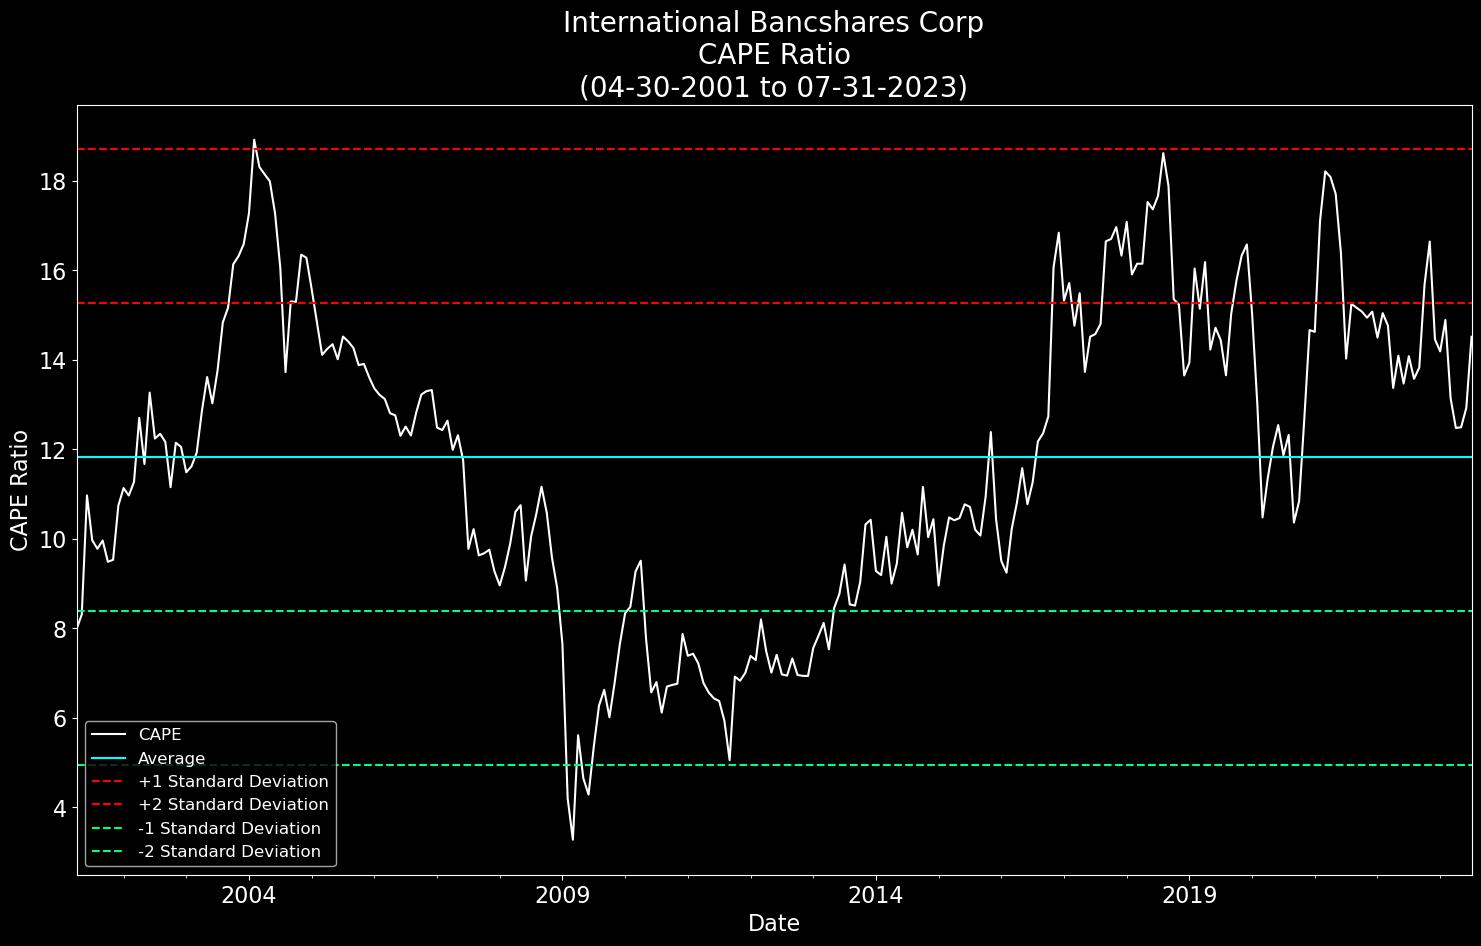 International Bancshares Corp
CAPE Ratio
(04-30-2001 to 07-31-2023)
CAPE Ratio
18
16
14
12
10
8
6
4
CAPE
Average
+1 Standard Deviation
+2 Standard Deviation
-1 Standard Deviation
-2 Standard Deviation
2004 2009 2014 2019
Date